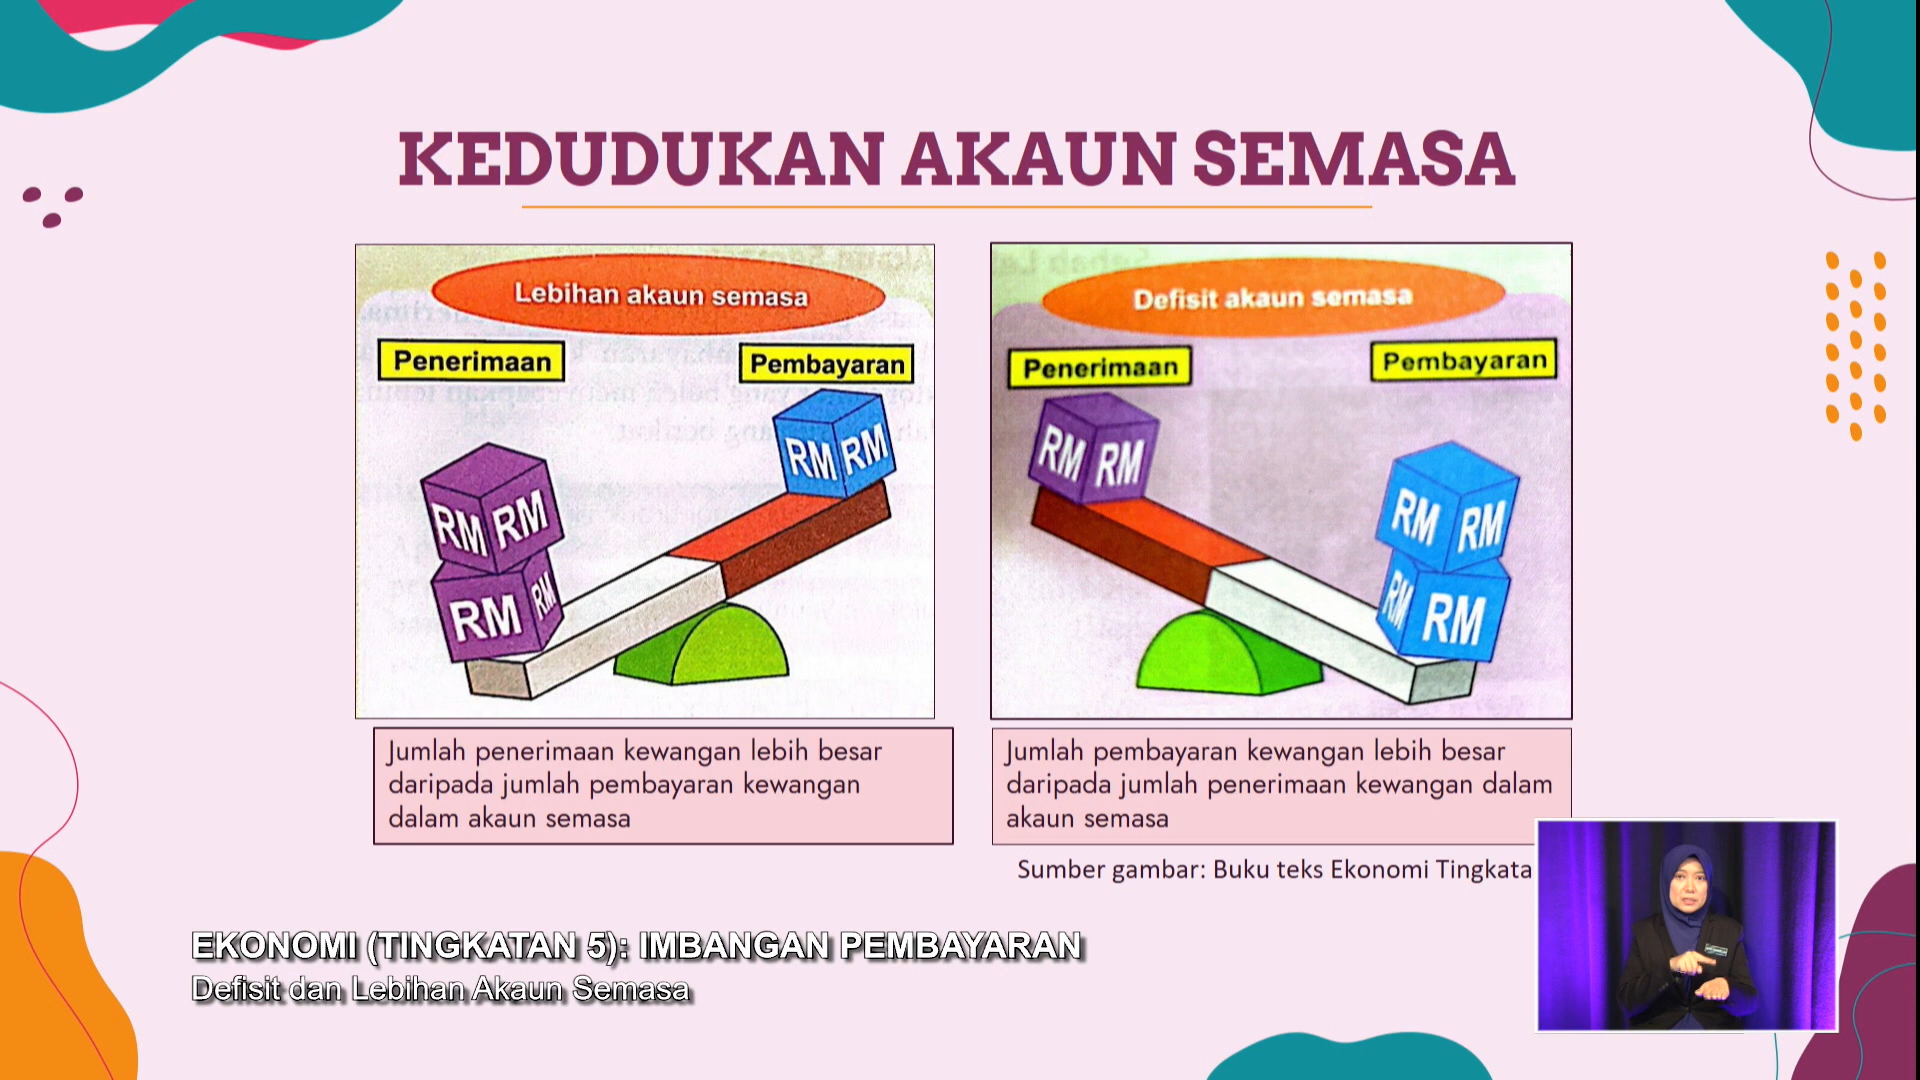 KEDUDUKAN AKAUN SEMASA
Lebihan akaun semasa
Penerimaan
Pembayaran
RM RM
RM RM
RM RM
Jumlah penerimaan kewangan lebih besar
daripada jumlah pembayaran kewangan
dalam akaun semasa
Defisit akaun semasa
Penerimaan
Pembayaran
RM RM
RM RM
RM RM
Jumlah pembayaran kewangan lebih besar
daripada jumlah penerimaan kewangan dalam
akaun semasa
Sumber gambar: Buku teks Ekonomi Tingkata
EKONOMI (TINGKATAN 5): IMBANGAN PEMBAYARAN
Defisit dan Lebihan Akaun Semasa